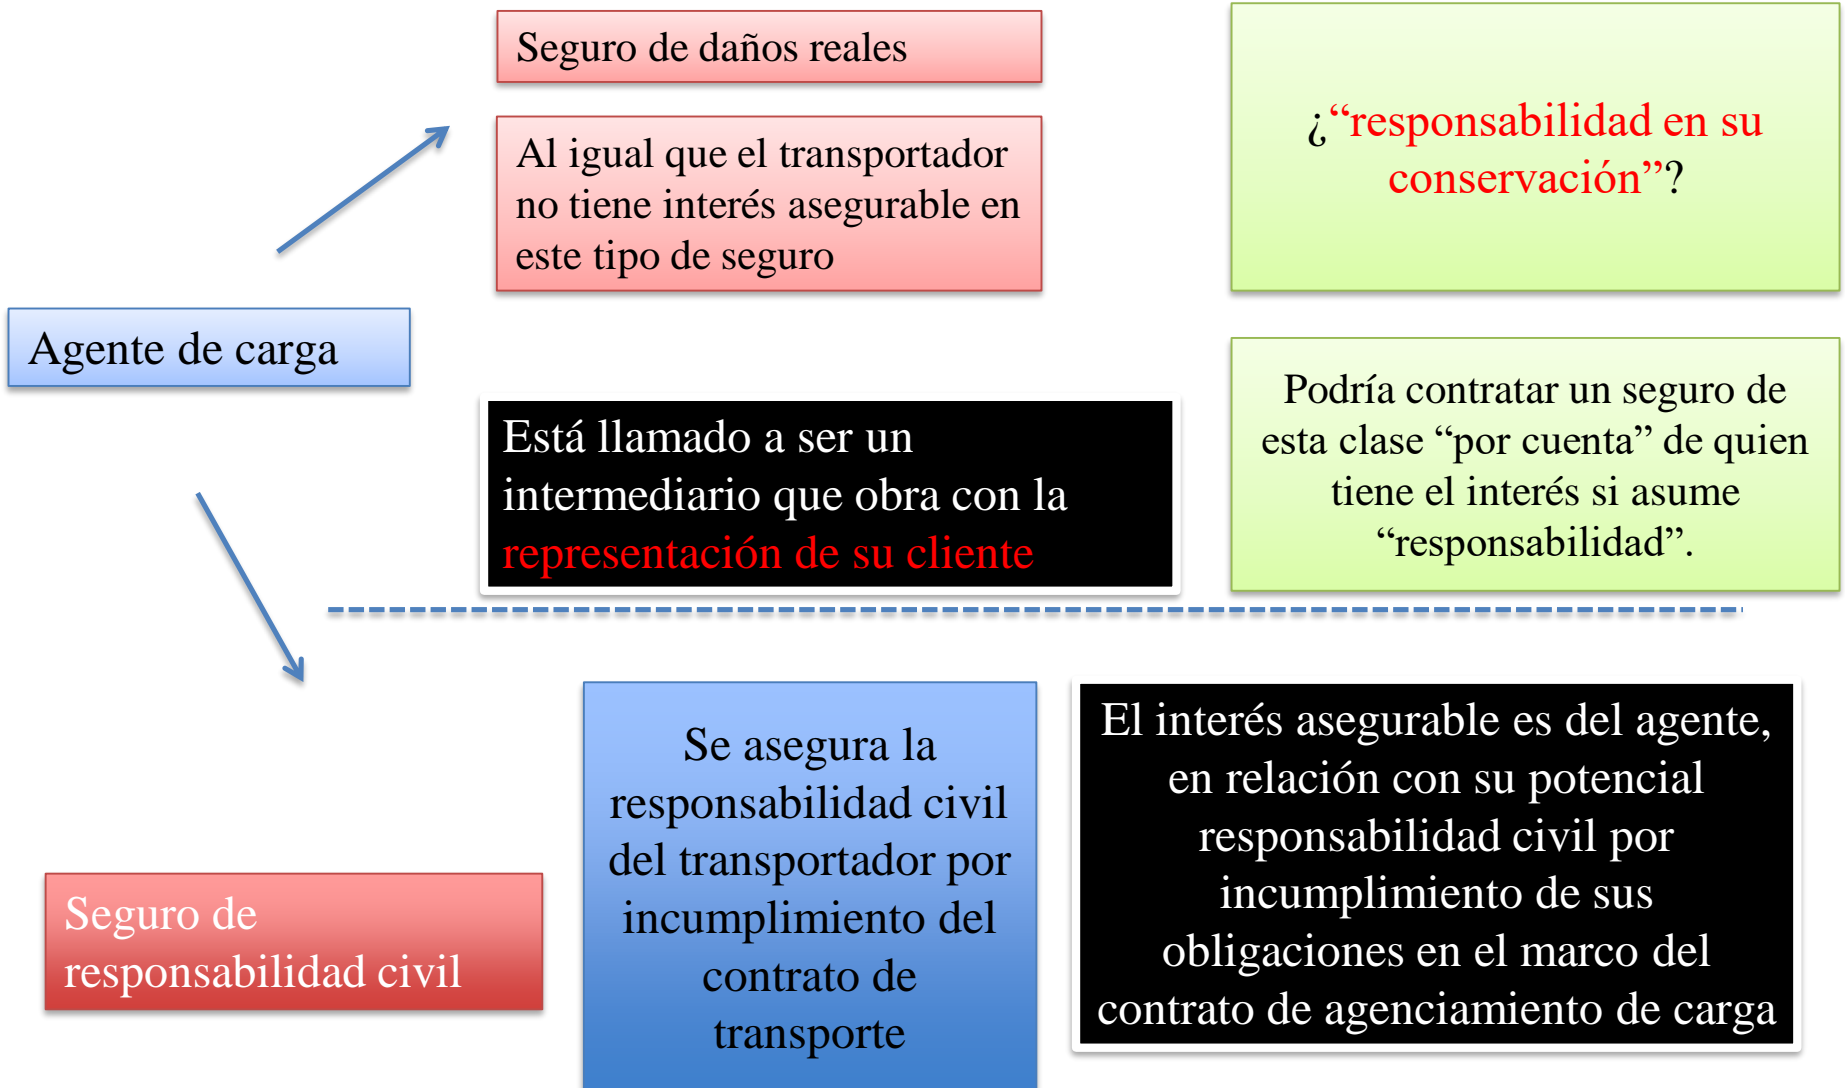 Seguro de daños reales
Al igual que el transportador
no tiene interés asegurable en
este tipo de seguro
¿“responsabilidad en su
conservación”?
Agente de carga
Está llamado a ser un
intermediario que obra con la
representación de su cliente
Podría contratar un seguro de
esta clase “por cuenta” de quien
tiene el interés si asume
“responsabilidad”.
Seguro de
responsabilidad civil
Se asegura la
responsabilidad civil
del transportador por
incumplimiento del
contrato de
transporte
El interés asegurable es del agente,
en relación con su potencial
responsabilidad civil por
incumplimiento de sus
obligaciones en el marco del
contrato de agenciamiento de carga